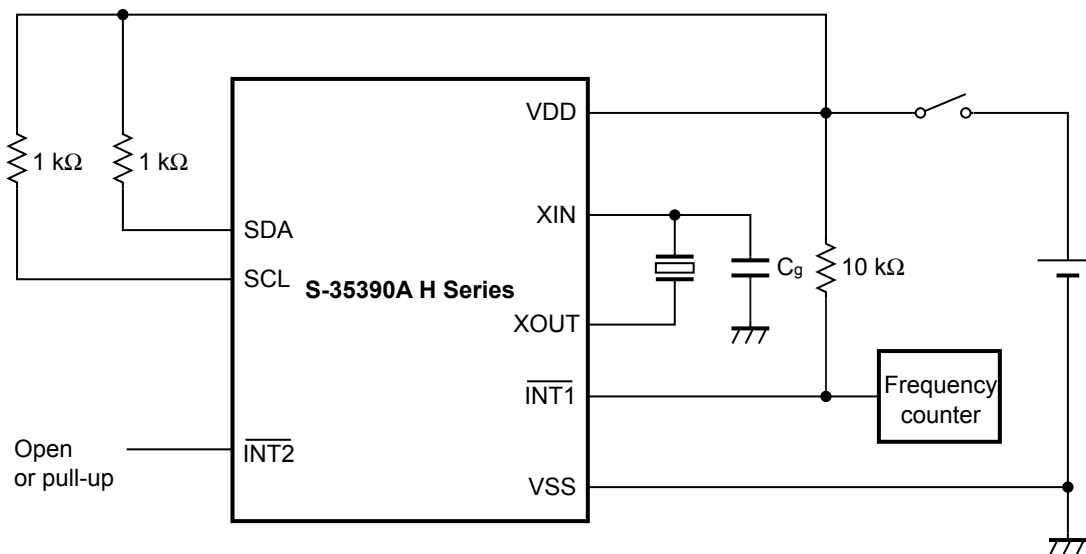 VDD
1 kΩ
1 kΩ
SDA
SCL
S-35390A H Series
XIN
XOUT
Cg
10 kΩ
INT1
Frequency
counter
Open
or pull-up
INT2
VSS